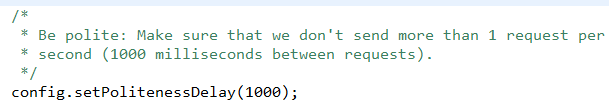 /*
* Be polite: Make sure that we don't send more than 1 request per
* second (1000 milliseconds between requests).
*/
config.setPolitenessDelay(1000);